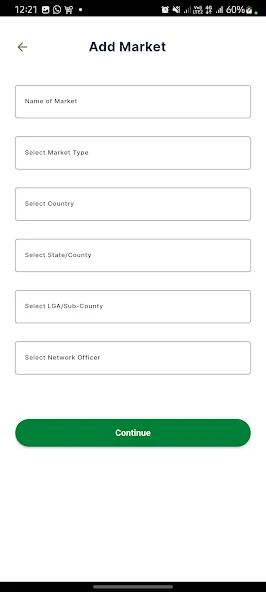 12:21
60%
Add Market
Name of Market
Select Market Type
Select Country
Select State/County
Select LGA/Sub-County
Select Network Officer
Continue